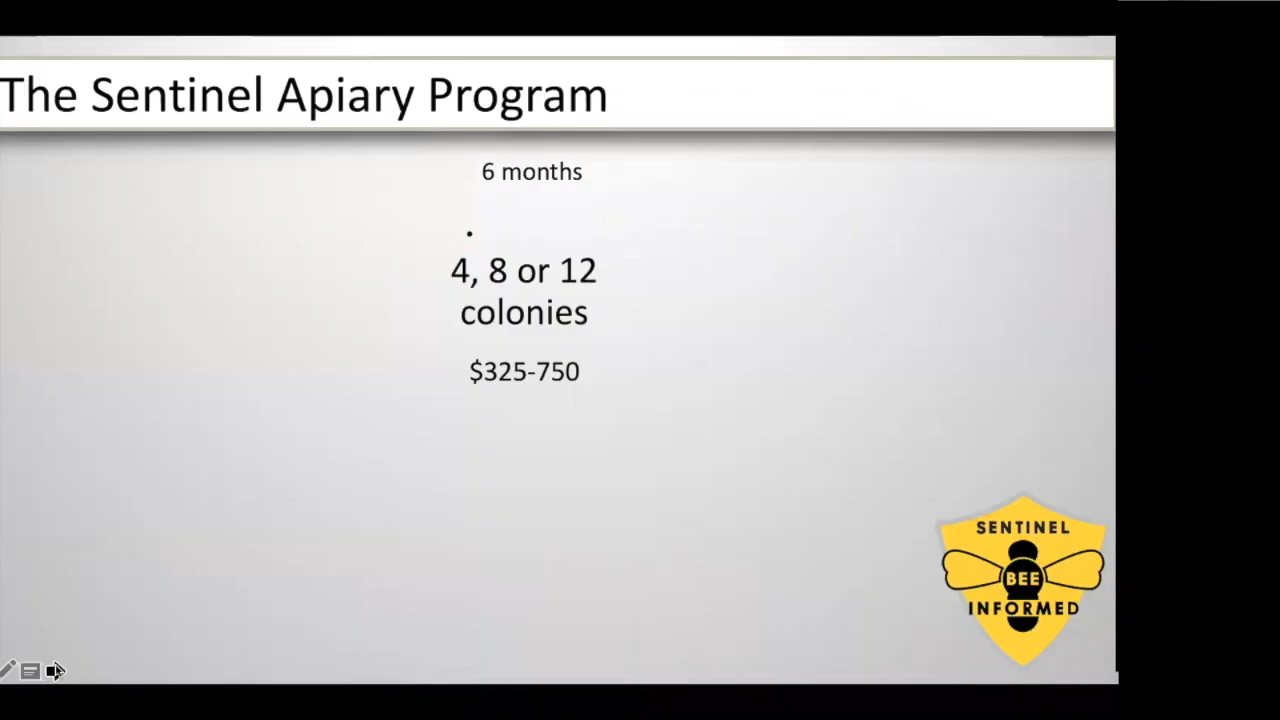 The Sentinel Apiary Program
6 months
.
4, 8 or 12
colonies
$325-750
SENTINEL
BEE
INFORMED